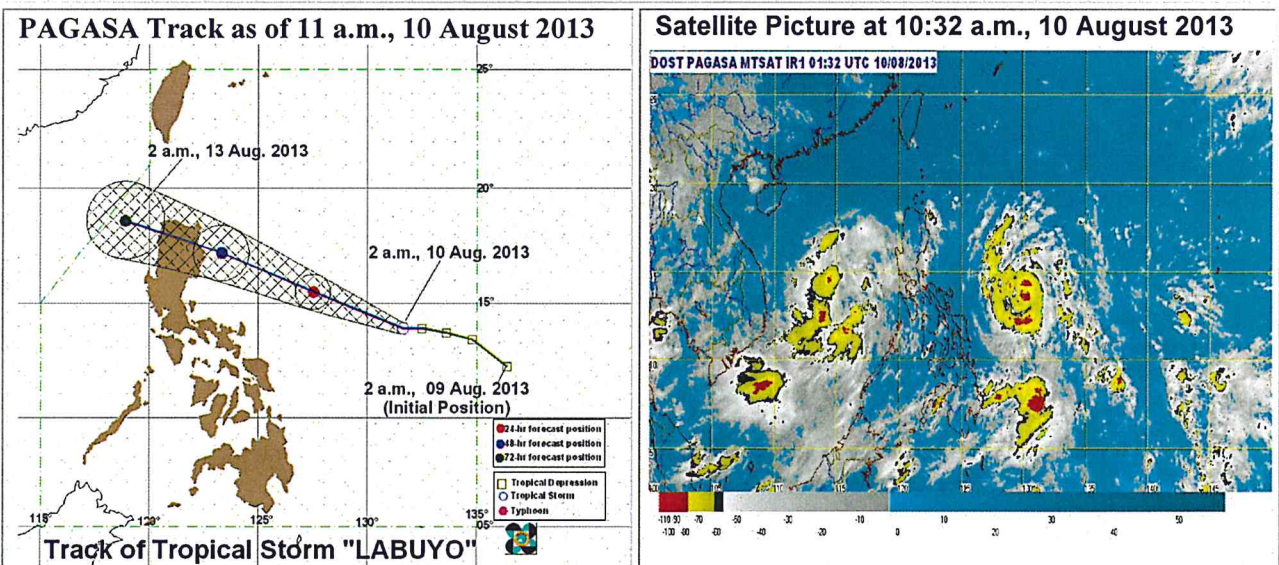 PAGASA Track as of 11 a.m., 10 August 2013
25°
2 a.m., 13 Aug. 2013
20°
2 a.m., 10 Aug. 2013
15°
2 a.m., 09 Aug. 2013
(Initial Position)
24-hr forecast position
48-hr forecast position
72-hr forecast position
Tropical Depression
Tropical Storm
Typhoon
115° 120° 125° 130° 135°
05°
Track of Tropical Storm "LABUYO"
Satellite Picture at 10:32 a.m., 10 August 2013
DOST PAGASA MTSAT IR1 01:32 UTC 10/08/2013
-110 -90 -70 -50 -30 -10 10 30 50
-100 -80 -60 -40 -20 0 20 40